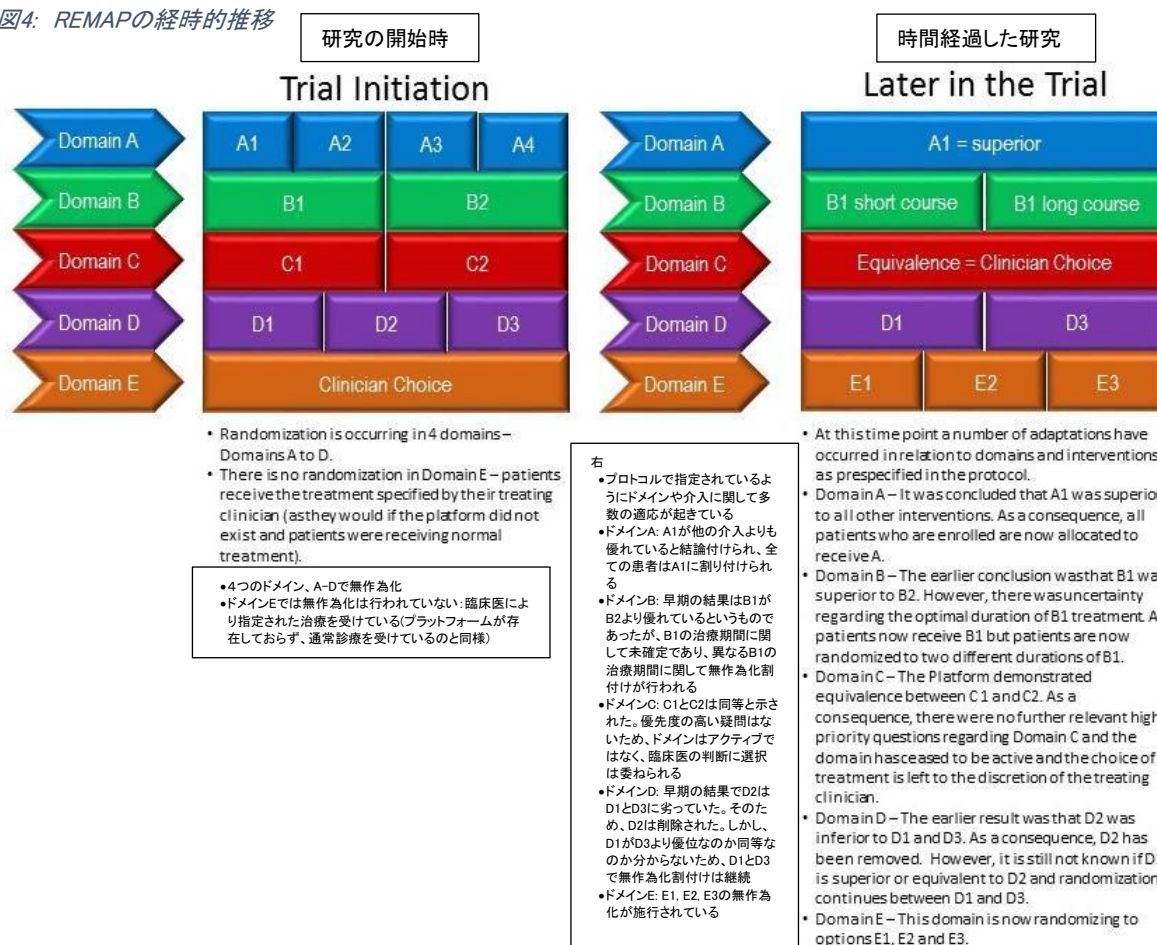 図4: REMAPの経時的推移
研究の開始時
Trial Initiation
Domain A
A1 A2 A3 A4
Domain B
B1 B2
Domain C
C1 C2
Domain D
D1 D2 D3
Domain E
Clinician Choice
• Randomization is occurring in 4 domains–
Domains A to D.
• There is no randomization in Domain E – patients
receive the treatment specified by their treating
clinician (as they would if the platform did not
exist and patients were receiving normal
treatment).
●4つのドメイン、A-Dで無作為化
●ドメインEでは無作為化は行われていない：臨床医によ
り指定された治療を受けている(プラットフォームが存
在しておらず、通常診療を受けているのと同様)
時間経過した研究
Later in the Trial
Domain A
A1 = superior
Domain B
B1 short course B1 long course
Domain C
Equivalence = Clinician Choice
Domain D
D1 D3
Domain E
E1 E2 E3
右
●プロトコルで指定されているよ
うにドメインや介入に関して多
数の適応が起きている
●ドメインA: A1が他の介入よりも
優れていると結論付けられ、全
ての患者はA1に割り付けられ
る
●ドメインB: 早期の結果はB1が
B2より優れているというもので
あったが、B1の治療期間に関
して未確定であり、異なるB1の
治療期間に関して無作為化割
付けが行われる
●ドメインC: C1とC2は同等と示さ
れた。優先度の高い疑問はな
いため、ドメインはアクティブで
はなく、臨床医の判断に選択
は委ねられる
●ドメインD: 早期の結果でD2は
D1とD3に劣っていた。そのた
め、D2は削除された。しかし、
D1がD3より優位なのか同等な
のか分からないため、D1とD3
で無作為化割付けは継続
●ドメインE: E1, E2, E3の無作為
化が施行されている
• At this time point a number of adaptations have
occurred in relation to domains and interventions
as prespecified in the protocol.
• Domain A – It was concluded that A1 was superior
to all other interventions. As a consequence, all
patients who are enrolled are now allocated to
receive A.
• Domain B – The earlier conclusion was that B1 wa
superior to B2. However, there was uncertainty
regarding the optimal duration of B1 treatment. A
patients now receive B1 but patients are now
randomized to two different durations of B1.
• Domain C – The Platform demonstrated
equivalence between C1 and C2. As a
consequence, there were no further relevant high
priority questions regarding Domain C and the
domain has ceased to be active and the choice of
treatment is left to the discretion of the treating
clinician.
• Domain D – The earlier result was that D2 was
inferior to D1 and D3. As a consequence, D2 has
been removed. However, it is still not known if D
is superior or equivalent to D2 and randomization
continues between D1 and D3.
• Domain E – This domain is now randomizing to
options E1, E2 and E3.